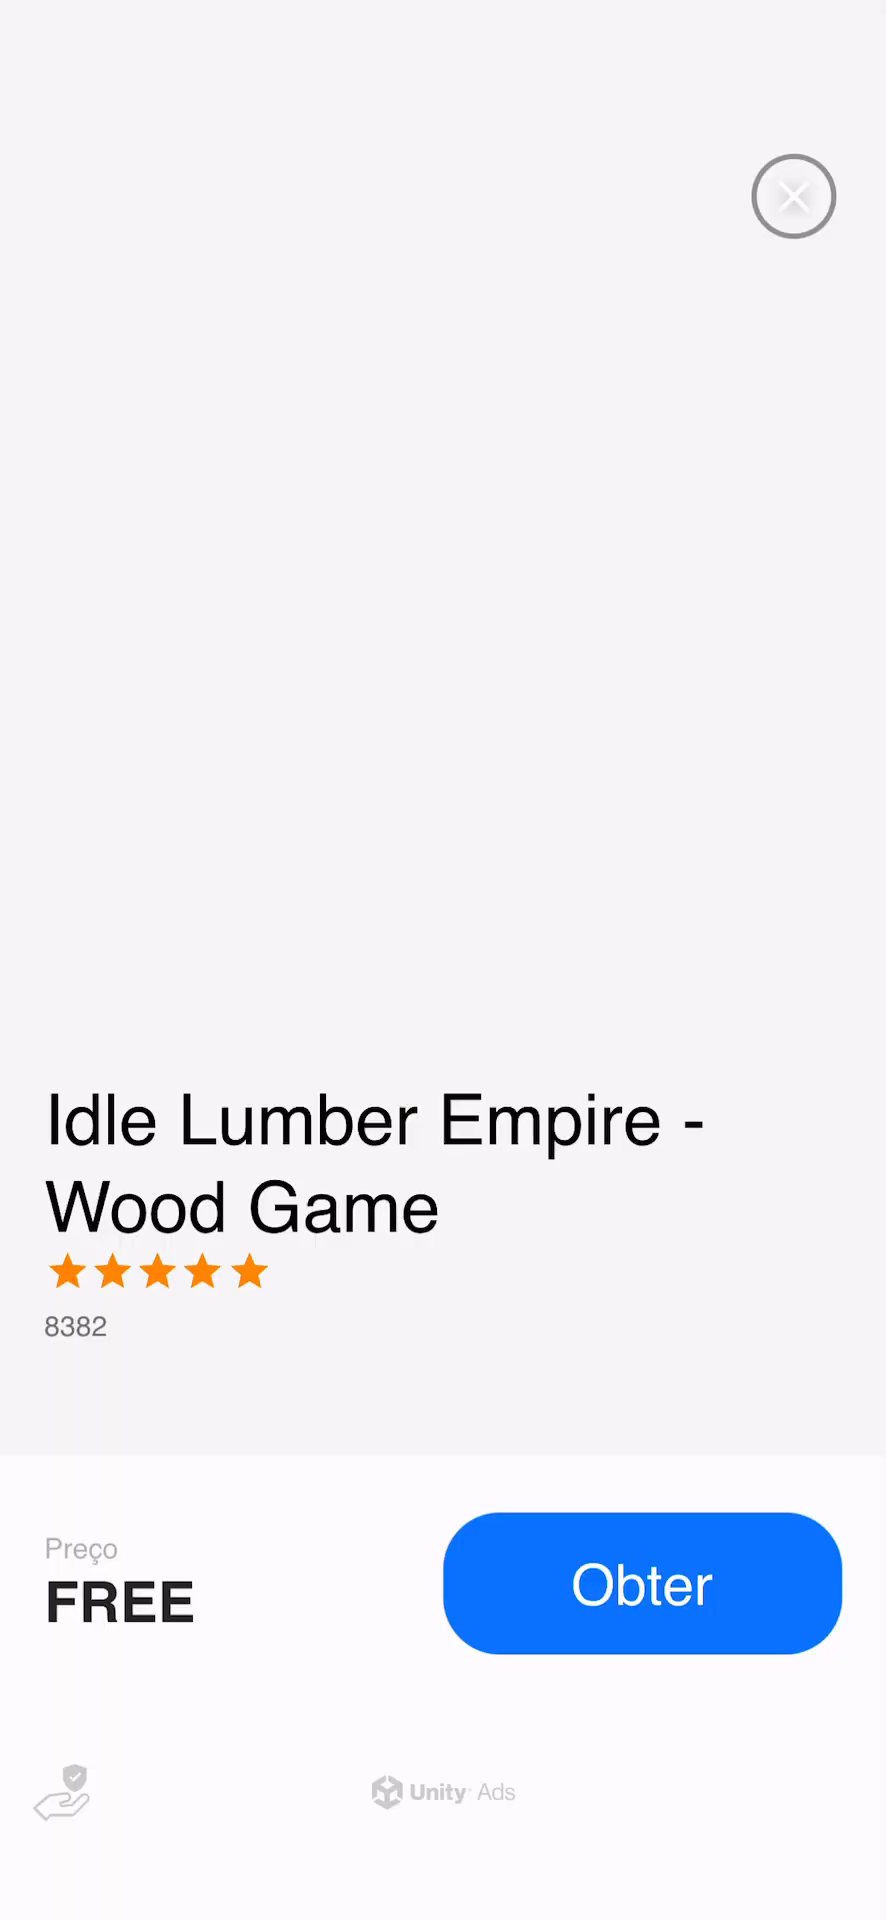 Idle Lumber Empire -
Wood Game
8382
Preço
FREE
Obter
Unity Ads